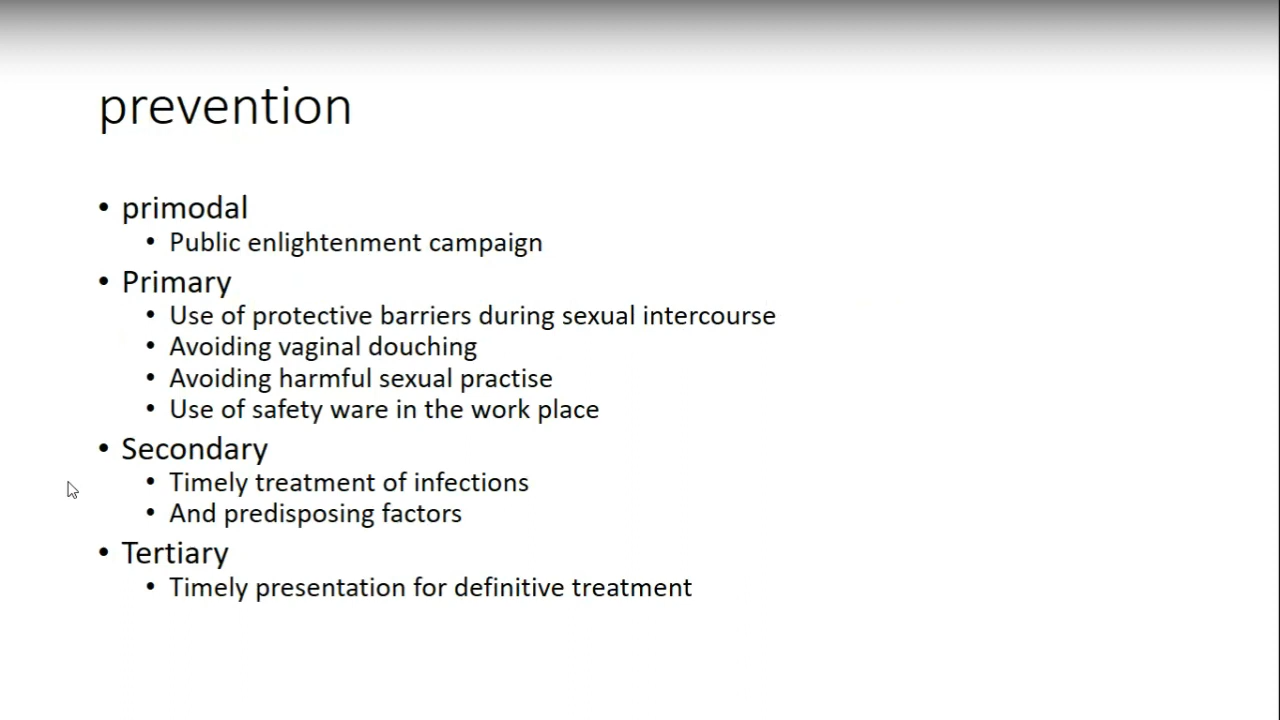 prevention
• primodal
• Public enlightenment campaign
• Primary
• Use of protective barriers during sexual intercourse
• Avoiding vaginal douching
• Avoiding harmful sexual practise
• Use of safety ware in the work place
• Secondary
• Timely treatment of infections
• And predisposing factors
• Tertiary
• Timely presentation for definitive treatment